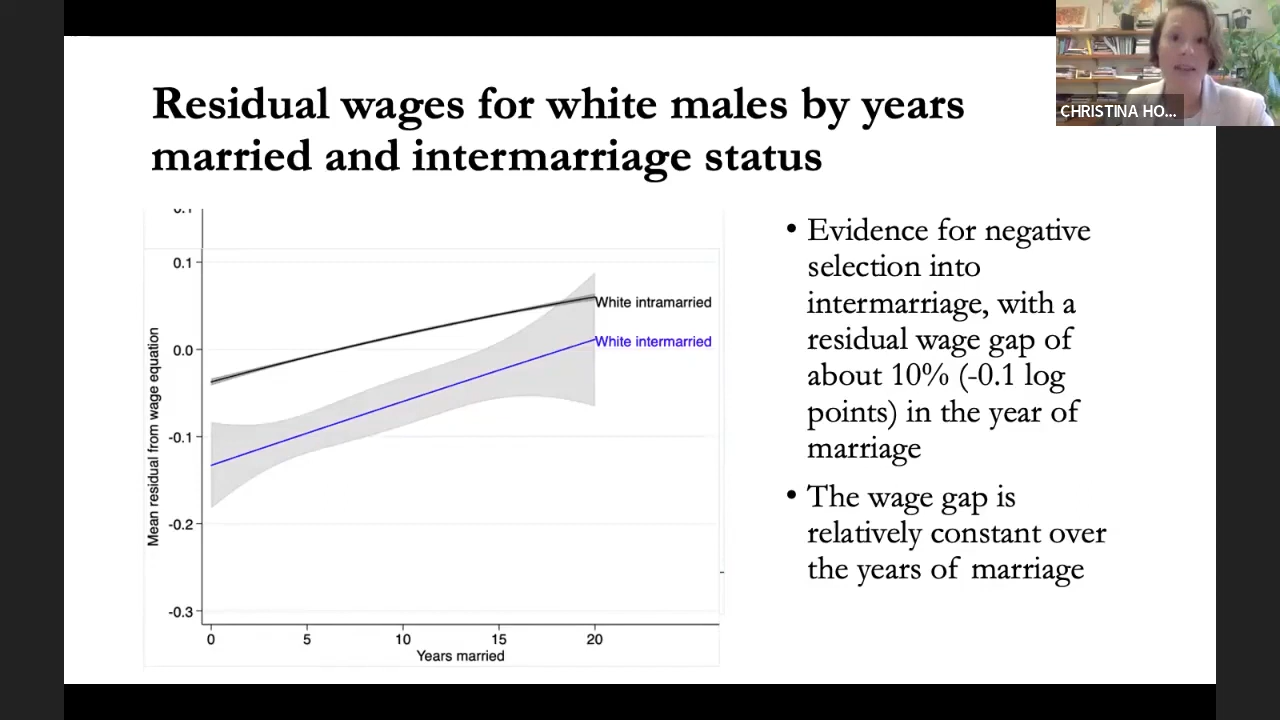 CHRISTINA HO...
Residual wages for white males by years
married and intermarriage status
0.1
0.0
-0.1
-0.2
-0.3
Mean residual from wage equation
White intramarried
White intermarried
0 5 10 15 20
Years married
• Evidence for negative
selection into
intermarriage, with a
residual wage gap of
about 10% (-0.1 log
points) in the year of
marriage
• The wage gap is
relatively constant over
the years of marriage